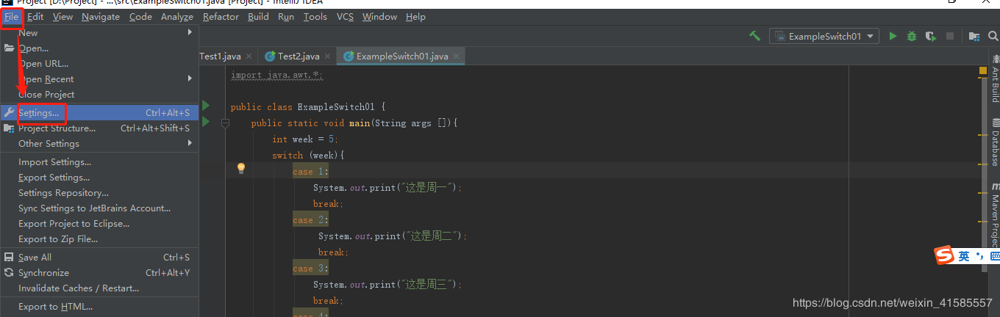 Project [D:\Project] - ...\src\ExampleSwitch01.java [Project] - IntelliJ IDEA
File Edit View Navigate Code Analyze Refactor Build Run Tools VCS Window Help
New
Open...
Open URL...
Open Recent
Close Project
Settings... Ctrl+Alt+S
Project Structure... Ctrl+Alt+Shift+S
Other Settings
Import Settings...
Export Settings...
Settings Repository...
Sync Settings to JetBrains Account...
Export Project to Eclipse...
Export to Zip File...
Save All Ctrl+S
Synchronize Ctrl+Alt+Y
Invalidate Caches / Restart...
Export to HTML...
ExampleSwitch01
Test1.java Test2.java ExampleSwitch01.java
import java.awt.*;
public class ExampleSwitch01 {
public static void main(String args []){
int week = 5;
switch (week){
case 1:
System.out.print("这是周一");
break;
case 2:
System.out.print("这是周二");
break;
case 3:
System.out.print("这是周三");
break;
case 4:
Ant Build
Database
Maven Projec
英
https://blog.csdn.net/weixin_41585557